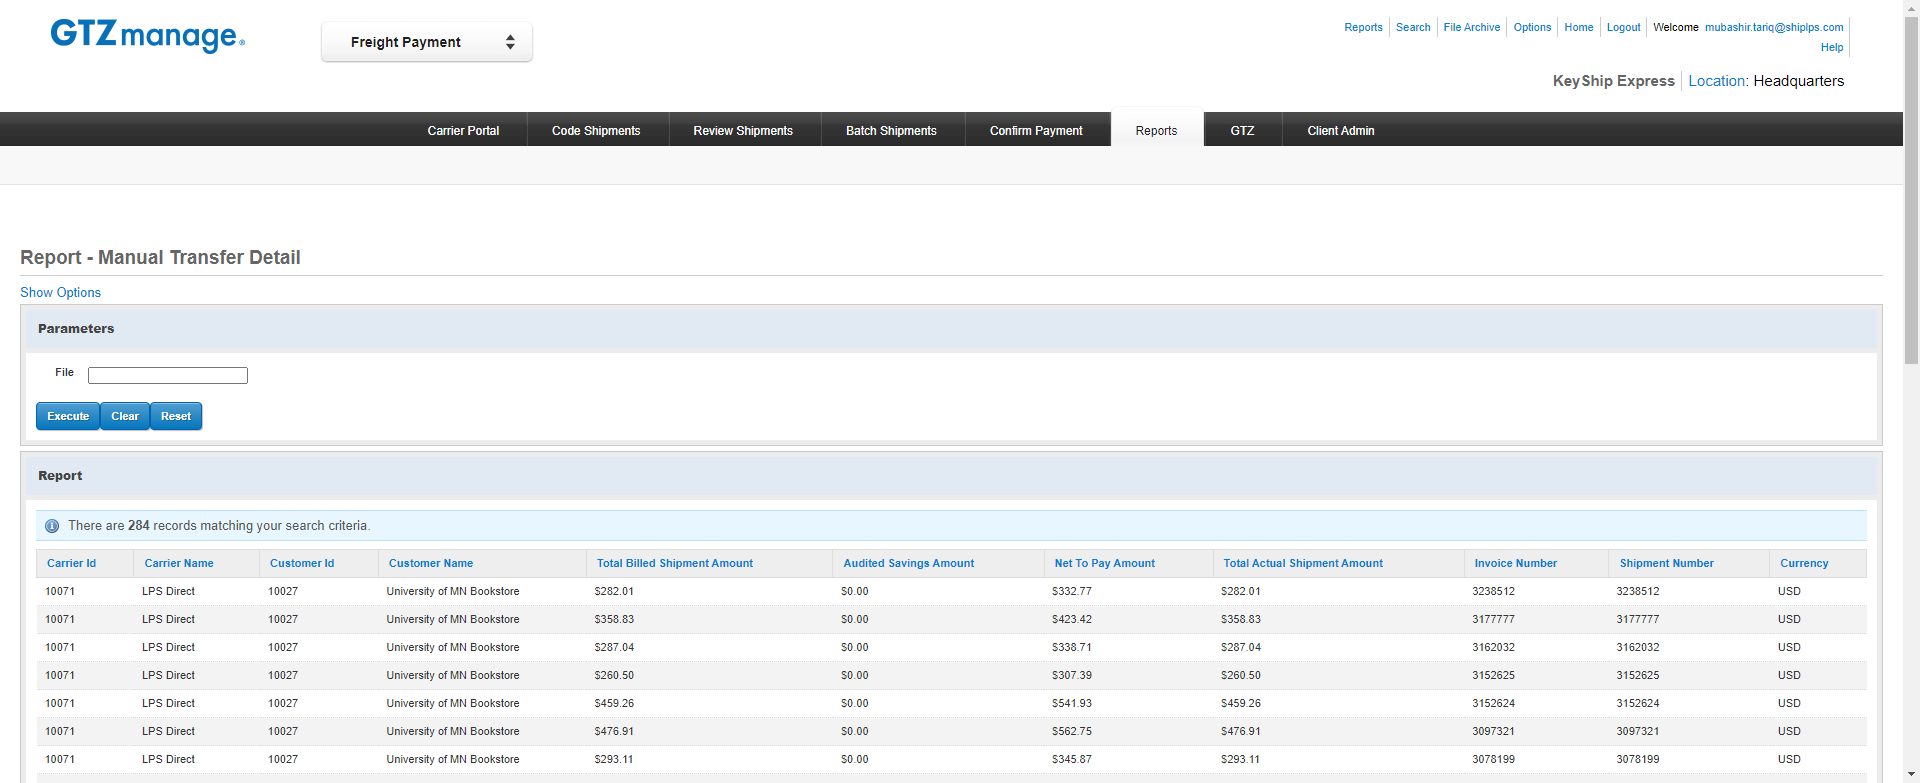 GTZmanage®
Freight Payment
Reports Search File Archive Options Home Logout Welcome mubashir.tariq@shiplps.com
Help
KeyShip Express Location: Headquarters
Carrier Portal Code Shipments Review Shipments Batch Shipments Confirm Payment Reports GTZ Client Admin
Report - Manual Transfer Detail
Show Options
Parameters
File
Execute Clear Reset
Report
There are 284 records matching your search criteria.
Carrier Id Carrier Name Customer Id Customer Name Total Billed Shipment Amount Audited Savings Amount Net To Pay Amount Total Actual Shipment Amount Invoice Number Shipment Number Currency
10071 LPS Direct 10027 University of MN Bookstore $282.01 $0.00 $332.77 $282.01 3238512 3238512 USD
10071 LPS Direct 10027 University of MN Bookstore $358.83 $0.00 $423.42 $358.83 3177777 3177777 USD
10071 LPS Direct 10027 University of MN Bookstore $287.04 $0.00 $338.71 $287.04 3162032 3162032 USD
10071 LPS Direct 10027 University of MN Bookstore $260.50 $0.00 $307.39 $260.50 3152625 3152625 USD
10071 LPS Direct 10027 University of MN Bookstore $459.26 $0.00 $541.93 $459.26 3152624 3152624 USD
10071 LPS Direct 10027 University of MN Bookstore $476.91 $0.00 $562.75 $476.91 3097321 3097321 USD
10071 LPS Direct 10027 University of MN Bookstore $293.11 $0.00 $345.87 $293.11 3078199 3078199 USD